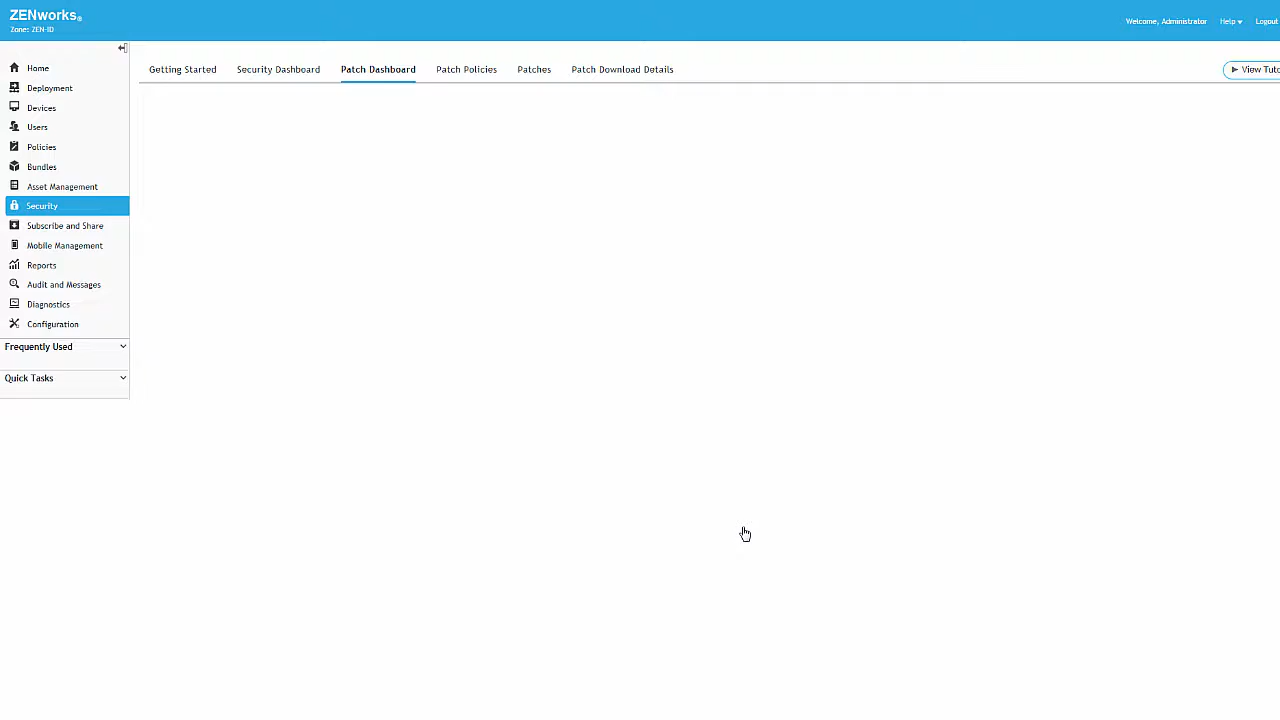 ZENworks®
Zone: ZEN-ID
Welcome, Administrator
Help
Logout
Home
Deployment
Devices
Users
Policies
Bundles
Asset Management
Security
Subscribe and Share
Mobile Management
Reports
Audit and Messages
Diagnostics
Configuration
Frequently Used
Quick Tasks
Getting Started
Security Dashboard
Patch Dashboard
Patch Policies
Patches
Patch Download Details
View Tuto